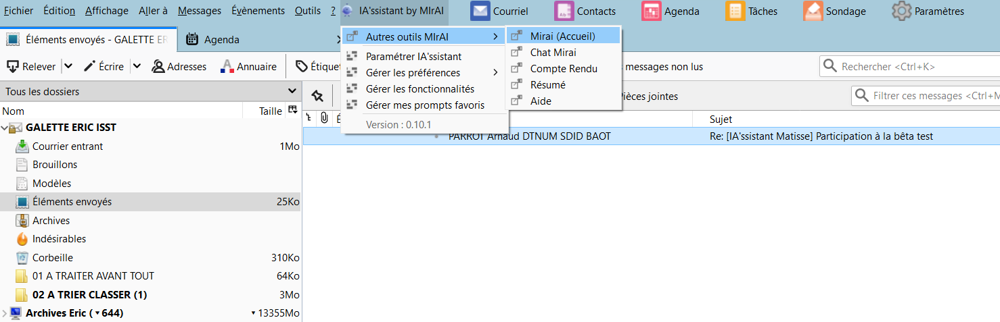 Fichier Edition Affichage Aller à Messages Évènements Outils ? IA'ssistant by MIrAI Courriel Contacts Agenda Tâches Sondage Paramètres
Éléments envoyés - GALETTE ER Agenda
Autres outils MIrAI
Paramétrer IA'ssistant
Gérer les préférences
Gérer les fonctionnalités
Gérer mes prompts favoris
Version : 0.10.1
Mirai (Accueil)
Chat Mirai
Compte Rendu
Résumé
Aide
Relever Écrire Adresses Annuaire Étiquet messages non lus Rechercher <Ctrl+K>
Tous les dossiers
ièces jointes Filtrer ces messages <Ctrl+M
Nom Taille
Sujet
GALETTE ERIC ISST
Courrier entrant 1Mo
PARROT Arnaud DTNUM SDID BAOT Re: [IA'ssistant Matisse] Participation à la bêta test
Brouillons
Modèles
Éléments envoyés 25Ko
Archives
Indésirables
Corbeille 310Ko
01 A TRAITER AVANT TOUT 64Ko
02 A TRIER CLASSER (1) 3Mo
Archives Eric (▾644) ▾13355Mo